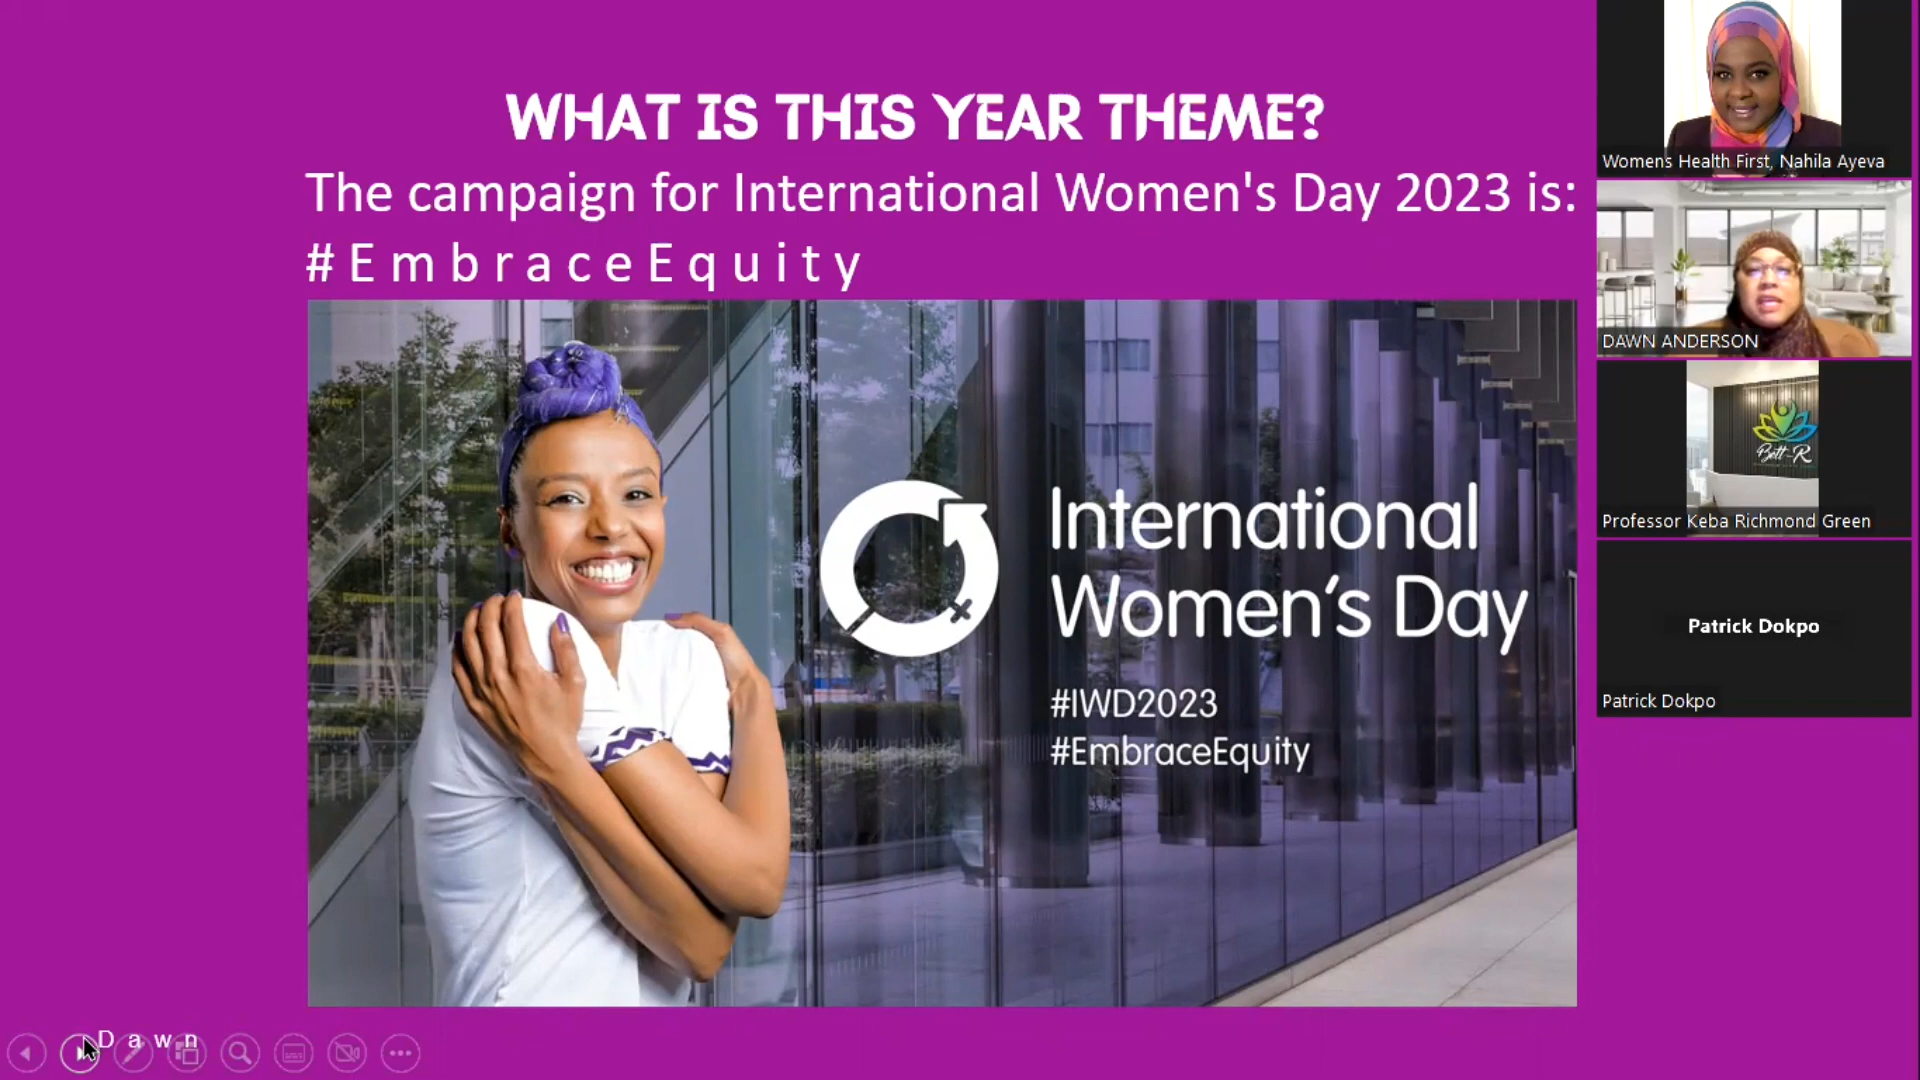 WHAT IS THIS YEAR THEME?
The campaign for International Women's Day 2023 is:
#EmbraceEquity
International
Women's Day
#IWD2023
#EmbraceEquity
Dawn
Womens Health First, Nahila Ayeva
DAWN ANDERSON
Bett-R
Professor Keba Richmond Green
Patrick Dokpo
Patrick Dokpo